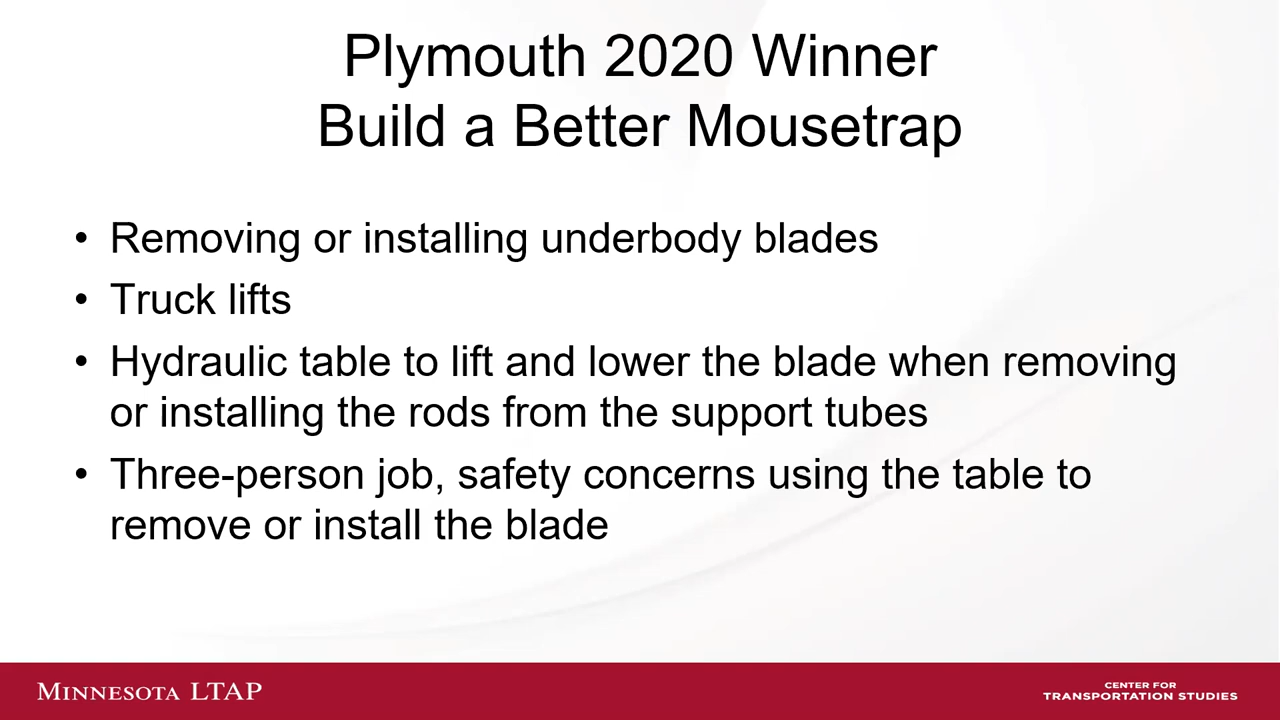 Plymouth 2020 Winner
Build a Better Mousetrap
• Removing or installing underbody blades
• Truck lifts
• Hydraulic table to lift and lower the blade when removing
or installing the rods from the support tubes
• Three-person job, safety concerns using the table to
remove or install the blade
MINNESOTA LTAP
CENTER FOR
TRANSPORTATION STUDIES